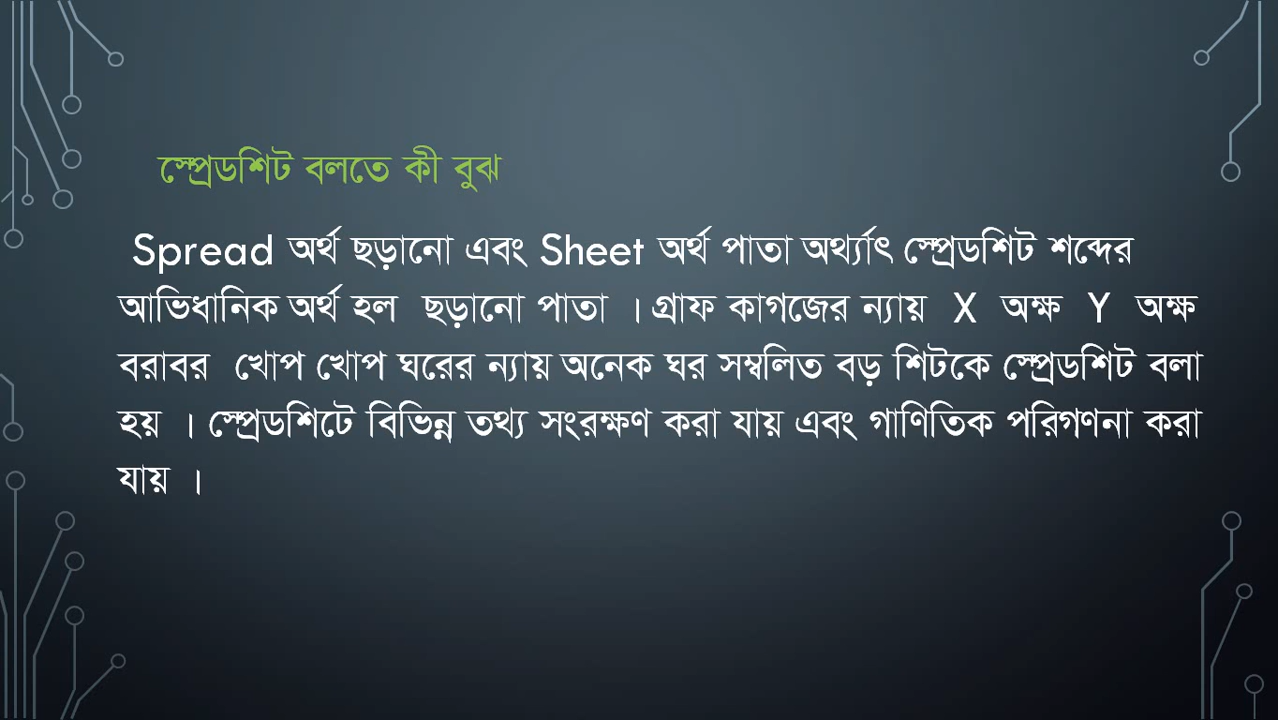 স্প্রেডশিট বলতে কী বুঝ
Spread অর্থ ছড়ানো এবং Sheet অর্থ পাতা অর্থ্যাৎ স্প্রেডশিট শব্দের
আভিধানিক অর্থ হল ছড়ানো পাতা । গ্রাফ কাগজের ন্যায় X অক্ষ Y অক্ষ
বরাবর খোপ খোপ ঘরের ন্যায় অনেক ঘর সম্বলিত বড় শিটকে স্প্রেডশিট বলা
হয় । স্প্রেডশিটে বিভিন্ন তথ্য সংরক্ষণ করা যায় এবং গাণিতিক পরিগণনা করা
যায় ।